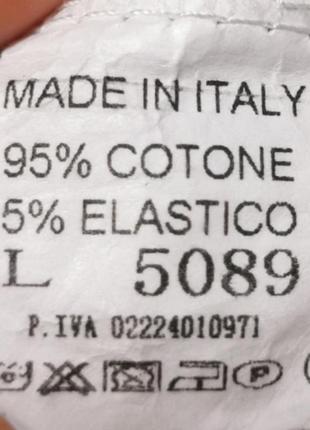 MADE IN ITALY
95% COTONE
5% ELASTICO
L 5089
P.IVA 02224010971
P